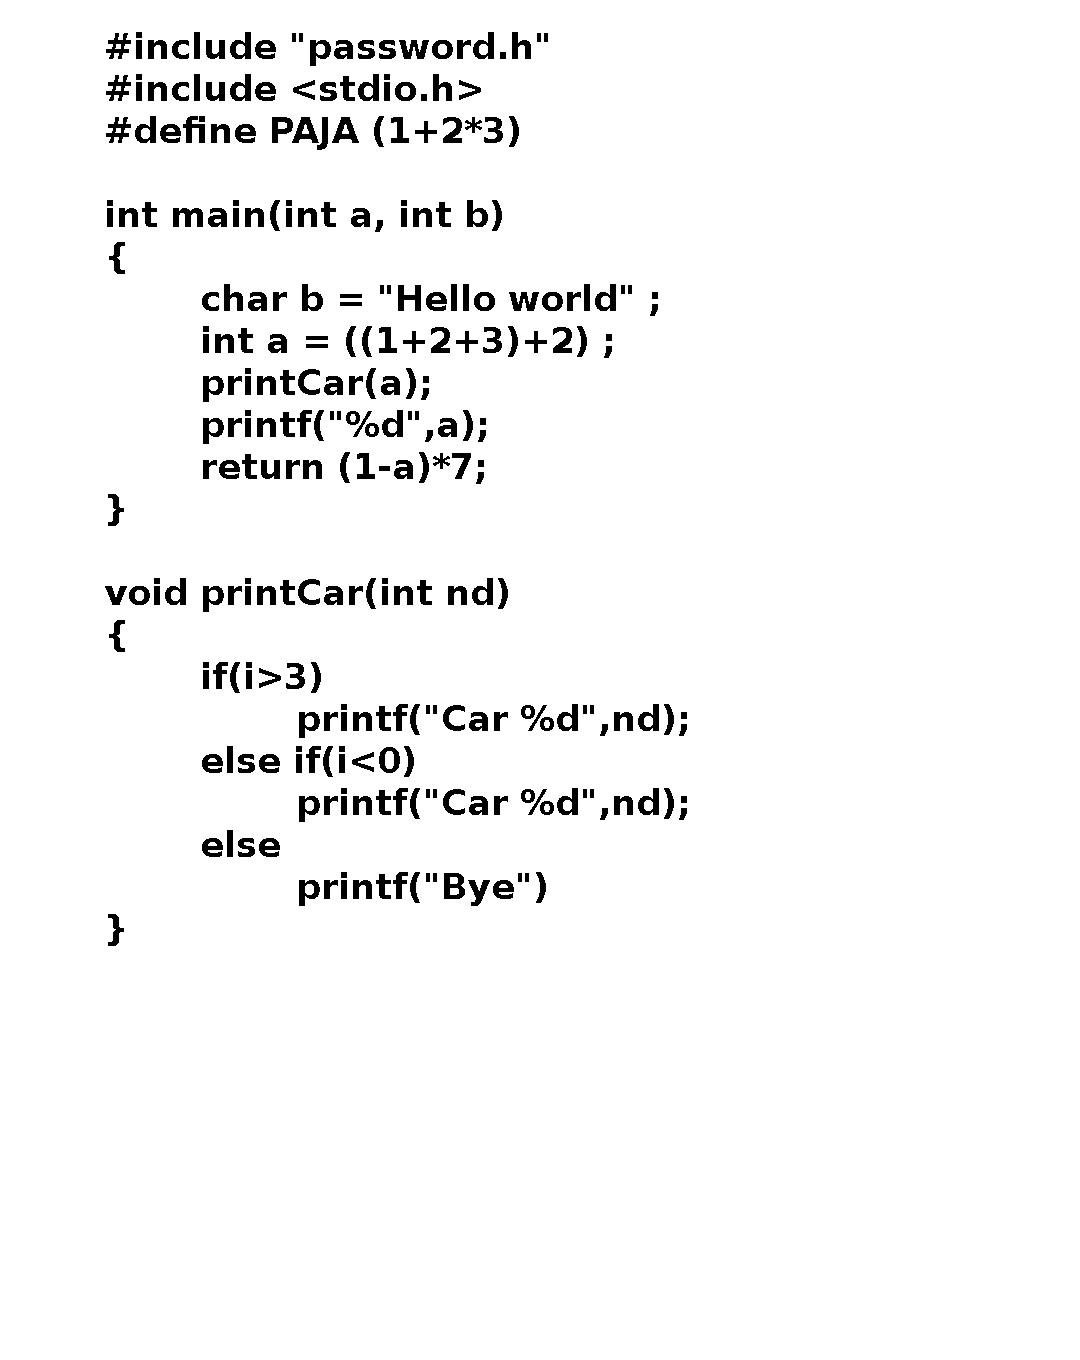 #include "password.h"
#include <stdio.h>
#define PAJA (1+2*3)

int main(int a, int b)
{
	char b = "Hello world" ;
	int a = ((1+2+3)+2) ;
	printCar(a);
	printf("%d",a);
	return (1-a)*7;
}

void printCar(int nd)
{
	if(i>3)
		printf("Car %d",nd);
	else if(i<0)
		printf("Car %d",nd);
	else
		printf("Bye")
}